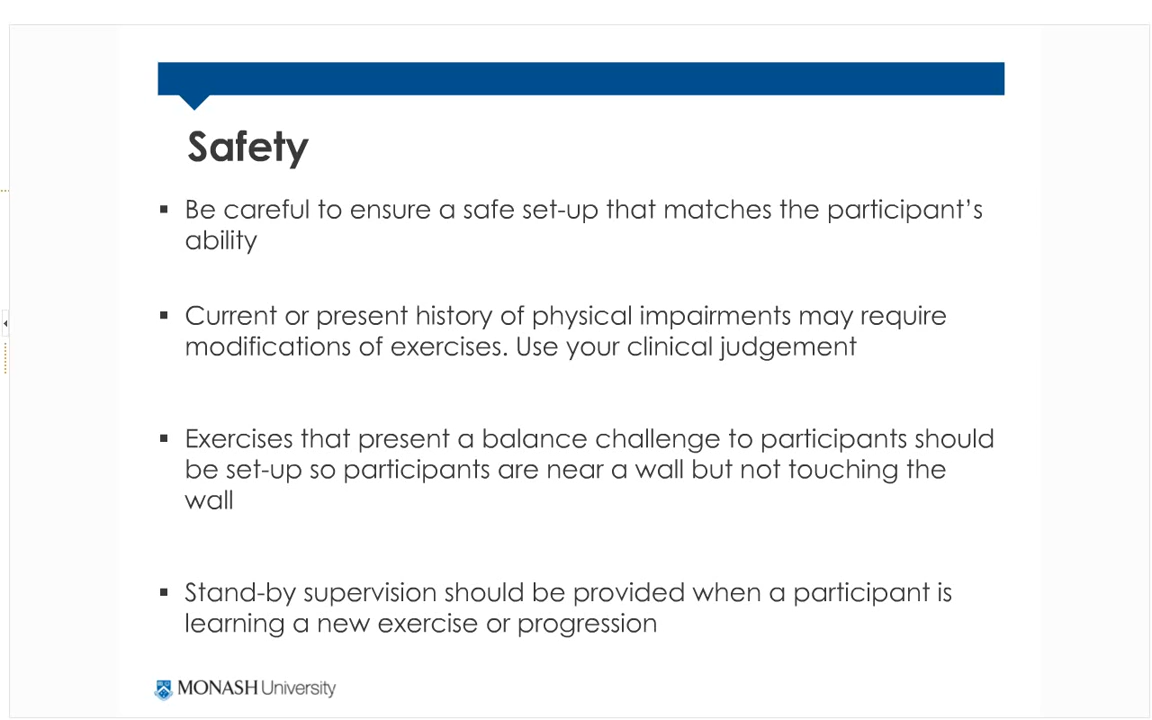 Safety
▪ Be careful to ensure a safe set-up that matches the participant’s
ability
▪ Current or present history of physical impairments may require
modifications of exercises. Use your clinical judgement
▪ Exercises that present a balance challenge to participants should
be set-up so participants are near a wall but not touching the
wall
▪ Stand-by supervision should be provided when a participant is
learning a new exercise or progression
MONASH University